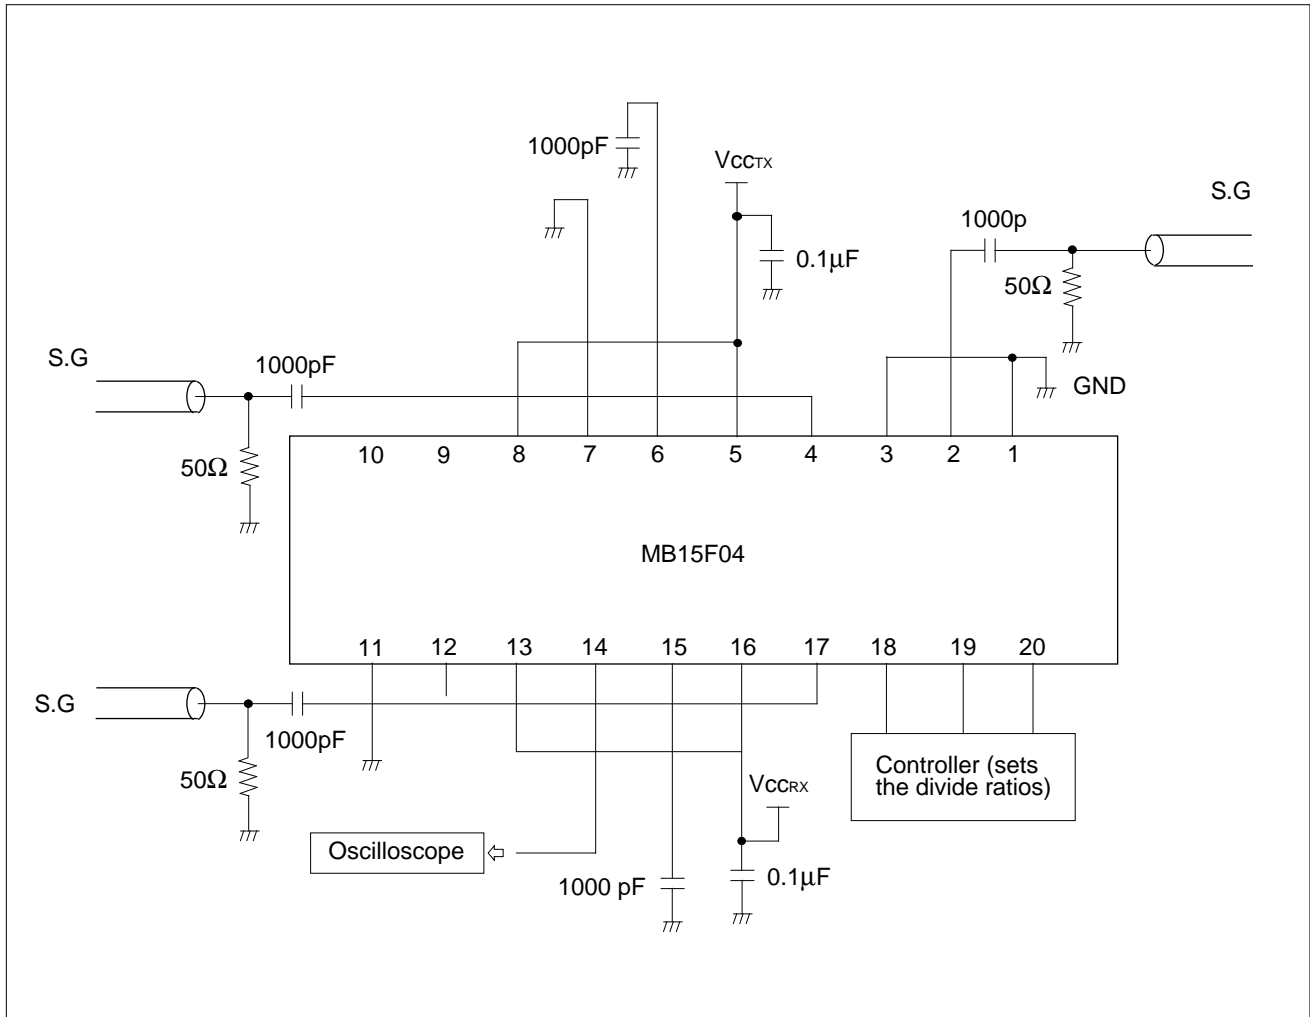 1000pF
VCCTX
S.G
1000p
0.1µF
50Ω
S.G
1000pF
GND
50Ω
10 9 8 7 6 5 4 3 2 1
MB15F04
11 12 13 14 15 16 17 18 19 20
S.G
1000pF
50Ω
VCCRX
Controller (sets
the divide ratios)
Oscilloscope
1000 pF
0.1µF